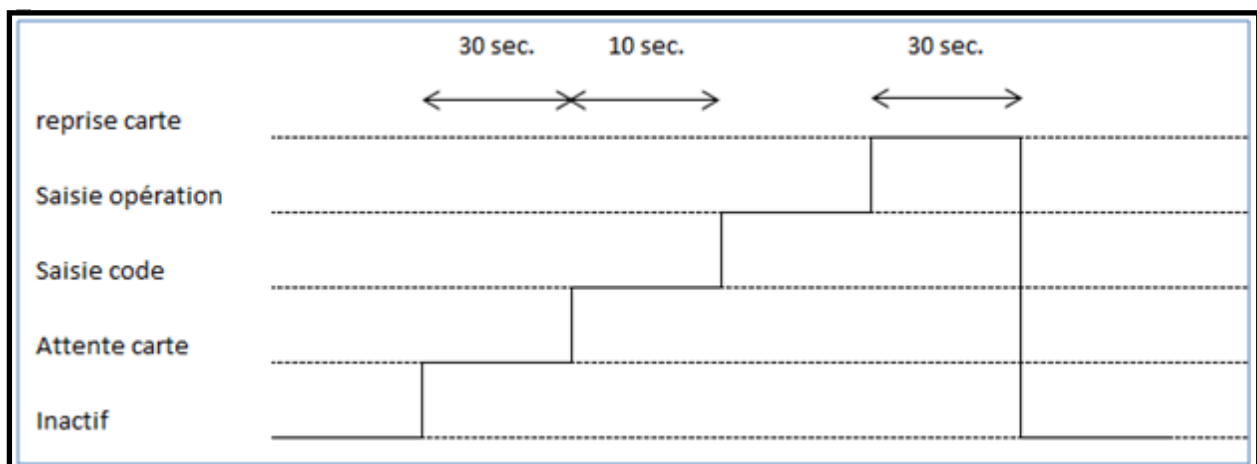 30 sec. 10 sec. 30 sec.
reprise carte
Saisie opération
Saisie code
Attente carte
Inactif